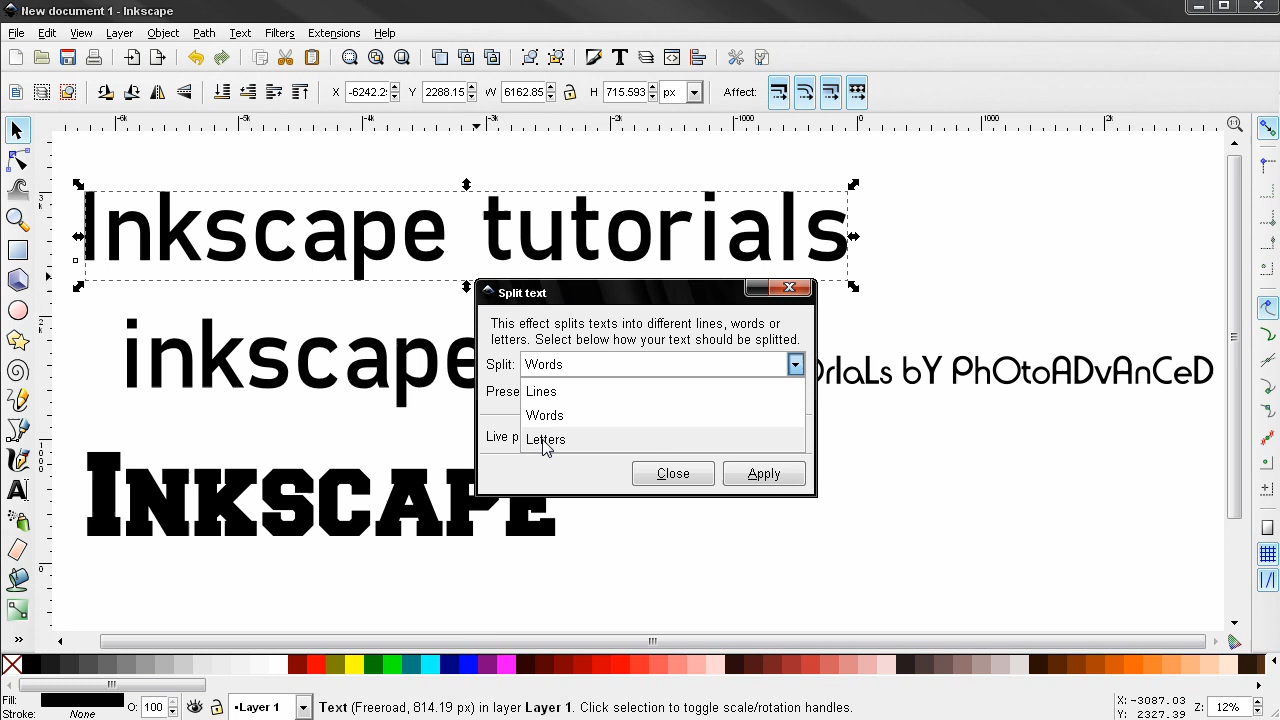 New document 1 - Inkscape
File Edit View Layer Object Path Text Filters Extensions Help
X -6242.2 Y 2288.15 W 6162.85 H 715.593 px Affect:
Inkscape tutorials
Split text
This effect splits texts into different lines, words or
letters. Select below how your text should be splitted.
inkscape
Split: Words
rIaLs bY PhOtoADvAnCeD
Prese Lines
Words
Live p Letters
Close Apply
INKSCAPE
Fill:
Stroke: None
O: 100
Layer 1
Text (Freeroad, 814.19 px) in layer Layer 1. Click selection to toggle scale/rotation handles.
X: -3087.03
Y: 2327.39
Z: 12%